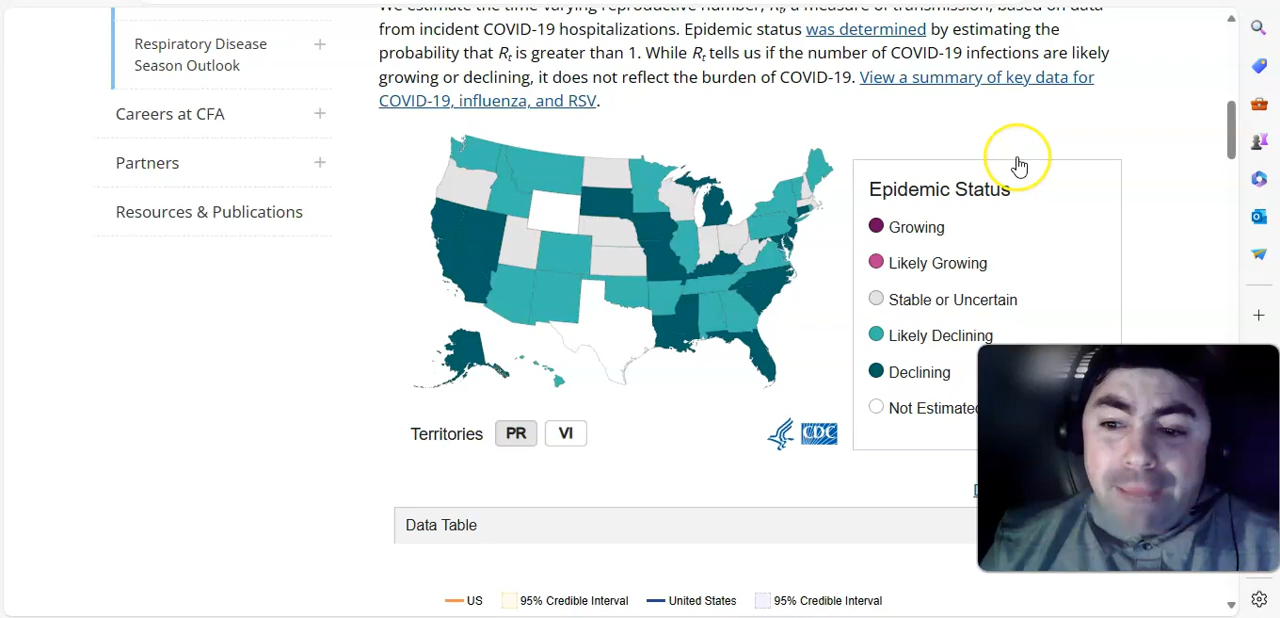 We estimate the time-varying reproductive number, Rt, a measure of transmission, based on data
from incident COVID-19 hospitalizations. Epidemic status was determined by estimating the
probability that Rt is greater than 1. While Rt tells us if the number of COVID-19 infections are likely
growing or declining, it does not reflect the burden of COVID-19. View a summary of key data for
COVID-19, influenza, and RSV.
Respiratory Disease
Season Outlook
Careers at CFA
Partners
Resources & Publications
Epidemic Status
Growing
Likely Growing
Stable or Uncertain
Likely Declining
Declining
Not Estimated
Territories PR VI
CDC
Data Table
US 95% Credible Interval United States 95% Credible Interval